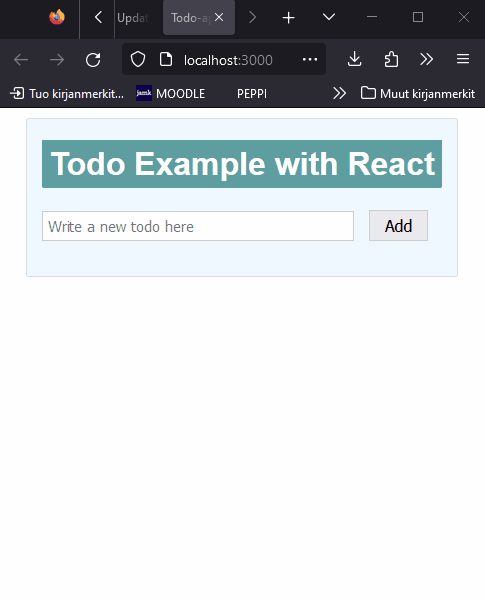 Updat
Todo-a
localhost:3000
Tuo kirjanmerkit... jamk MOODLE PEPPI Muut kirjanmerkit
Todo Example with React
Write a new todo here Add